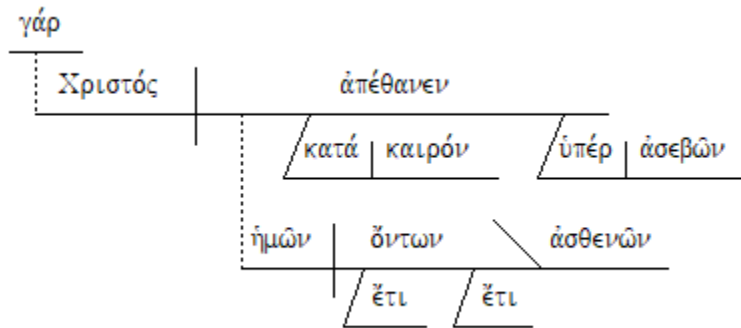 γάρ
Χριστός ἀπέθανεν
κατά καιρόν ὑπέρ ἀσεβῶν
ἡμῶν ὄντων ἀσθενῶν
ἔτι ἔτι